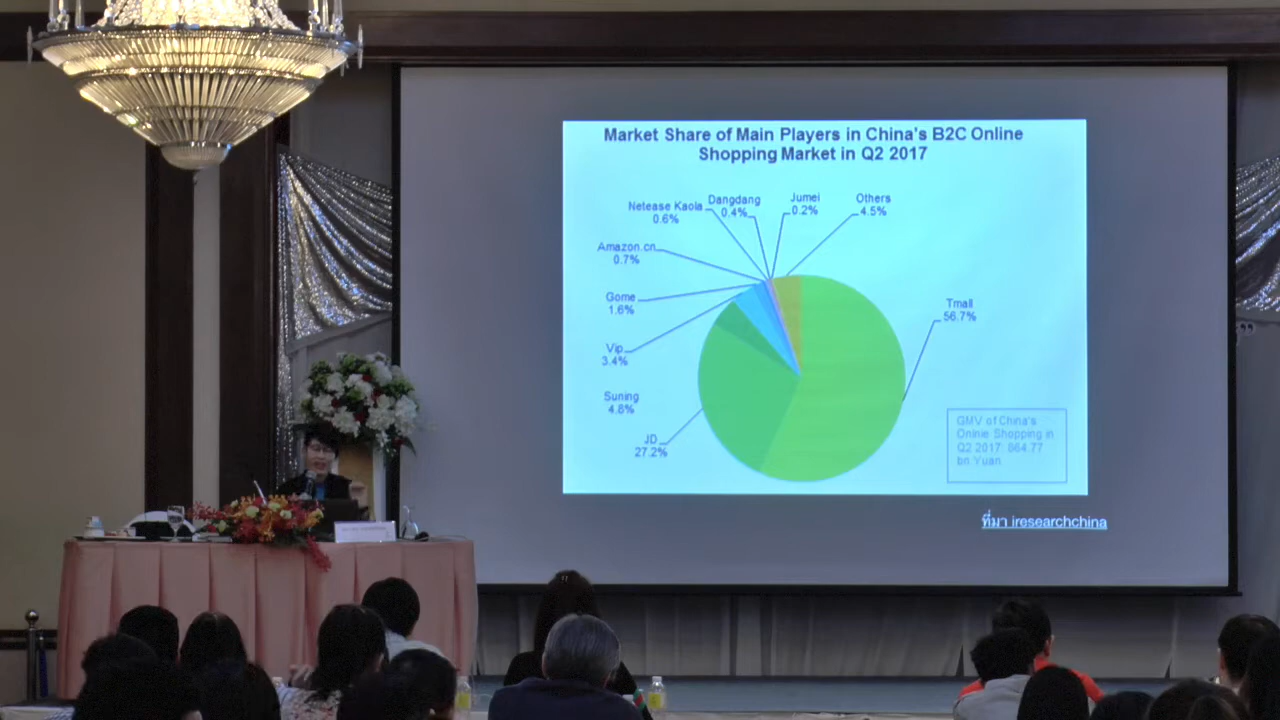 Market Share of Main Players in China's B2C Online
Shopping Market in Q2 2017
Netease Kaola
0.6%
Dangdang
0.4%
Jumei
0.2%
Others
4.5%
Amazon.cn
0.7%
Gome
1.6%
Vip
3.4%
Suning
4.8%
JD
27.2%
Tmall
56.7%
GMV of China's
Onlnie Shopping in
Q2 2017: 864.77
bn Yuan
ที่มา iresearchchina